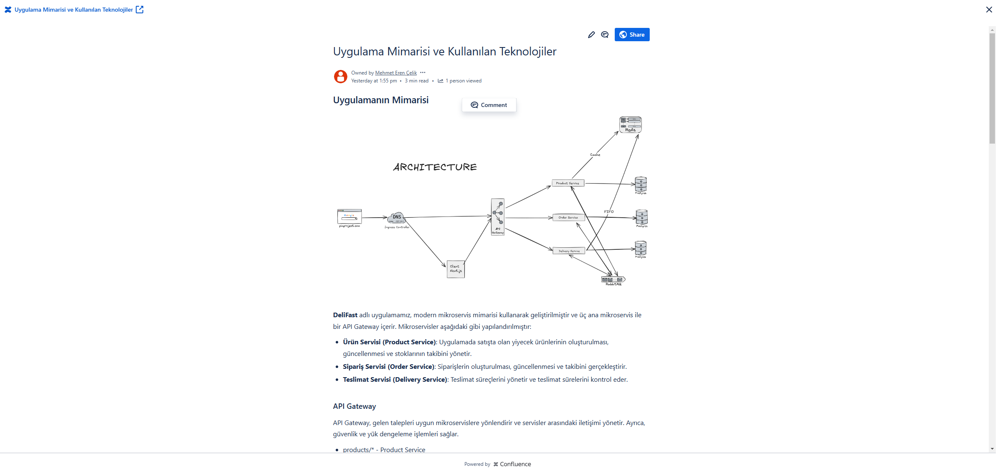 Uygulama Mimarisi ve Kullanılan Teknolojiler
Share
Uygulama Mimarisi ve Kullanılan Teknolojiler
Owned by Mehmet Eren Çelik •••
Yesterday at 1:55 pm • 3 min read • 1 person viewed
Uygulamanın Mimarisi
Comment
Redis
Cache
ARCHITECTURE
Product Service
Postgres
Google
DNS
Ingress Controller
API
Gateway
Order Service
FIFO
Postgres
Delivery Service
Postgres
Client
Next.js
RabbitMQ
DeliFast adlı uygulamamız, modern mikroservis mimarisi kullanarak geliştirilmiştir ve üç ana mikroservis ile
bir API Gateway içerir. Mikroservisler aşağıdaki gibi yapılandırılmıştır:
• Ürün Servisi (Product Service): Uygulamada satışta olan yiyecek ürünlerinin oluşturulması,
güncellenmesi ve stoklarının takibini yönetir.
• Sipariş Servisi (Order Service): Siparişlerin oluşturulması, güncellenmesi ve takibini gerçekleştirir.
• Teslimat Servisi (Delivery Service): Teslimat süreçlerini yönetir ve teslimat sürelerini kontrol eder.
API Gateway
API Gateway, gelen talepleri uygun mikroservislere yönlendirir ve servisler arasındaki iletişimi yönetir. Ayrıca,
güvenlik ve yük dengeleme işlemleri sağlar.
• products/* - Product Service
Powered by Confluence